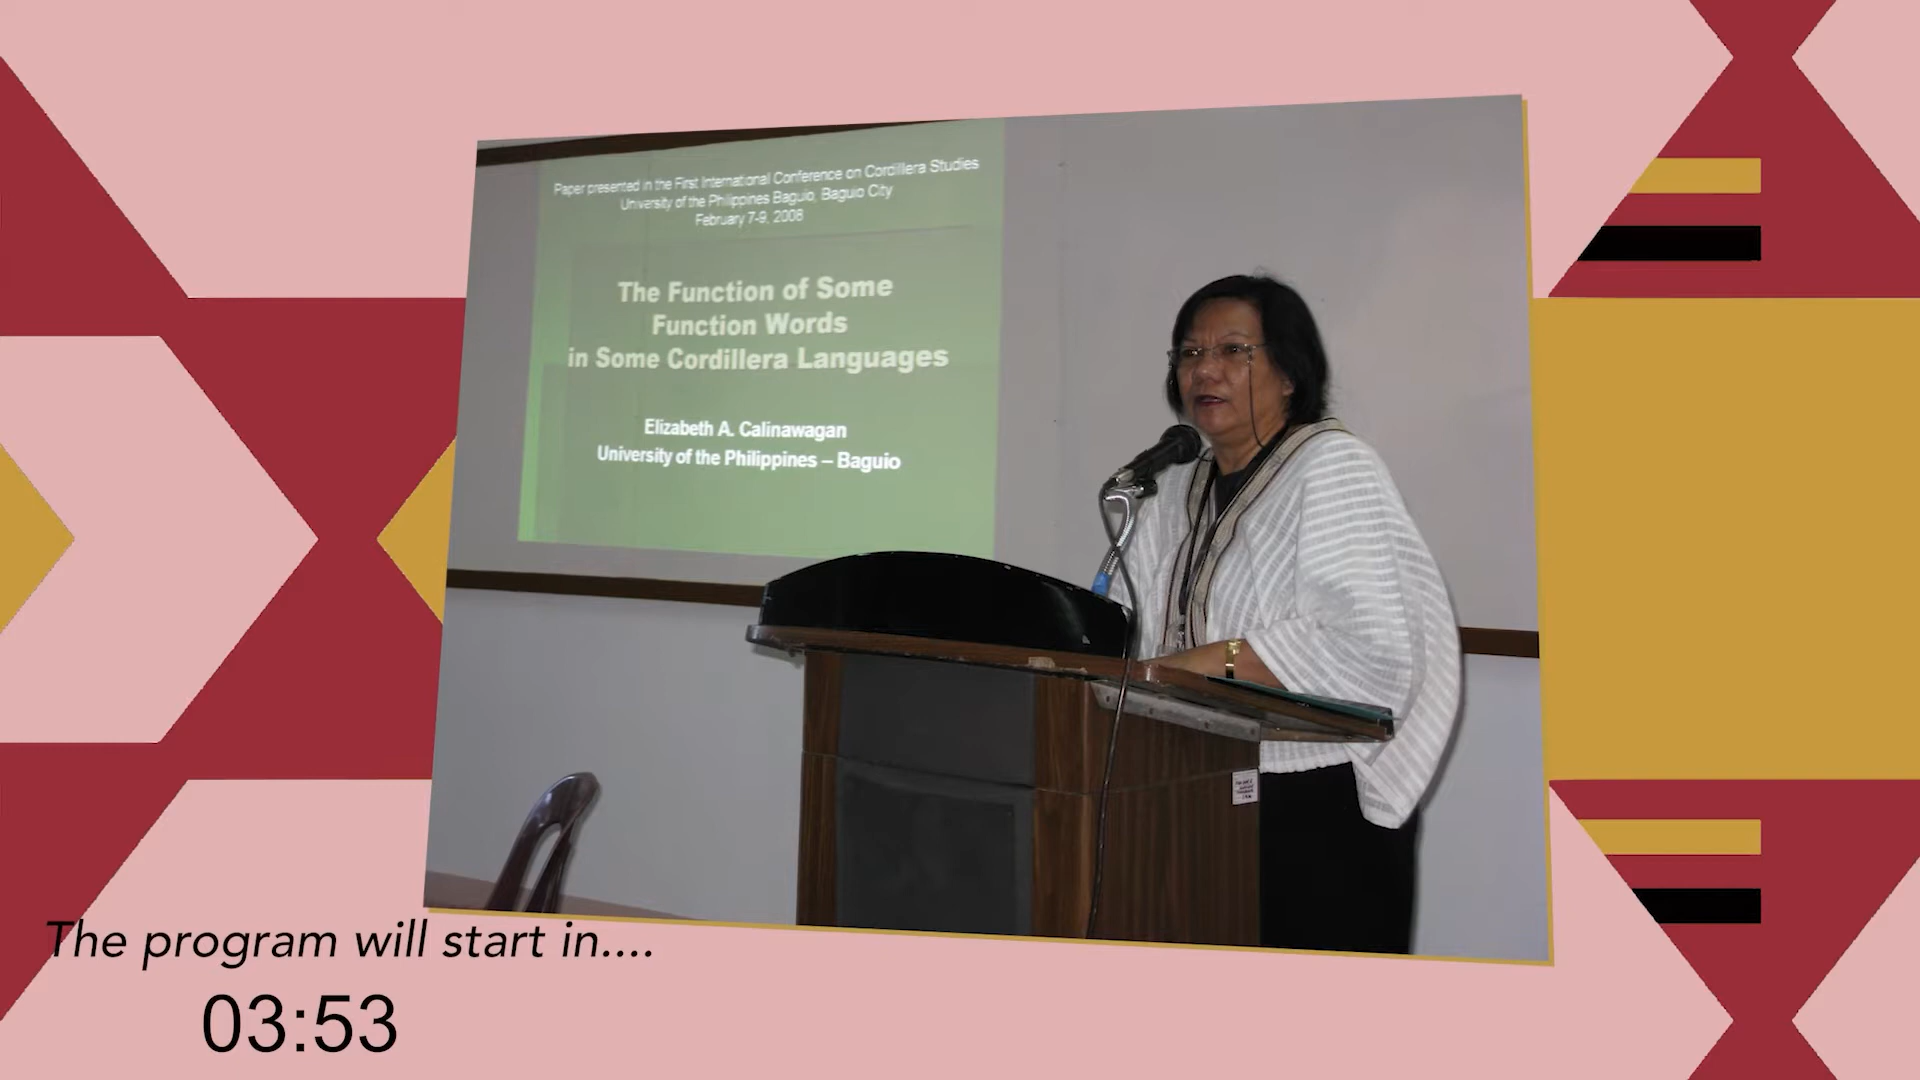 Paper presented in the First International Conference on Cordillera Studies
University of the Philippines Baguio, Baguio City
February 7-9, 2008
The Function of Some
Function Words
in Some Cordillera Languages
Elizabeth A. Calinawagan
University of the Philippines – Baguio
The program will start in....
03:53